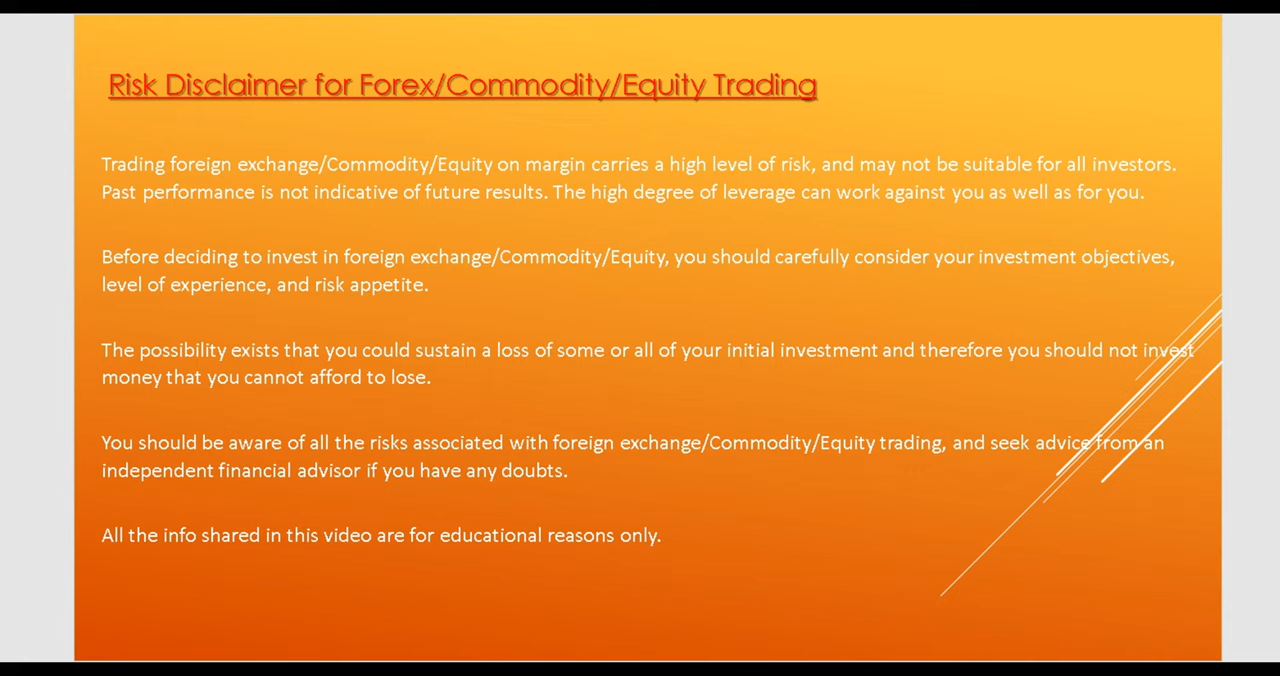 Risk Disclaimer for Forex/Commodity/Equity Trading
Trading foreign exchange/Commodity/Equity on margin carries a high level of risk, and may not be suitable for all investors.
Past performance is not indicative of future results. The high degree of leverage can work against you as well as for you.
Before deciding to invest in foreign exchange/Commodity/Equity, you should carefully consider your investment objectives,
level of experience, and risk appetite.
The possibility exists that you could sustain a loss of some or all of your initial investment and therefore you should not invest
money that you cannot afford to lose.
You should be aware of all the risks associated with foreign exchange/Commodity/Equity trading, and seek advice from an
independent financial advisor if you have any doubts.
All the info shared in this video are for educational reasons only.